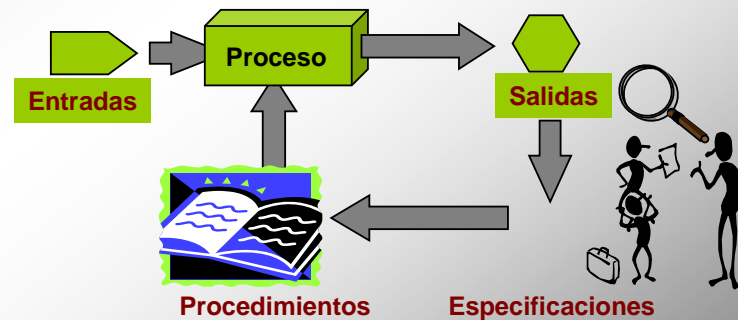 Proceso
Entradas
Salidas
Procedimientos
Especificaciones